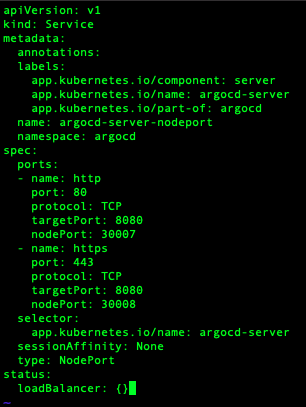 apiVersion: v1
kind: Service
metadata:
  annotations:
  labels:
    app.kubernetes.io/component: server
    app.kubernetes.io/name: argocd-server
    app.kubernetes.io/part-of: argocd
  name: argocd-server-nodeport
  namespace: argocd
spec:
  ports:
  - name: http
    port: 80
    protocol: TCP
    targetPort: 8080
    nodePort: 30007
  - name: https
    port: 443
    protocol: TCP
    targetPort: 8080
    nodePort: 30008
  selector:
    app.kubernetes.io/name: argocd-server
  sessionAffinity: None
  type: NodePort
status:
  loadBalancer: {}
~